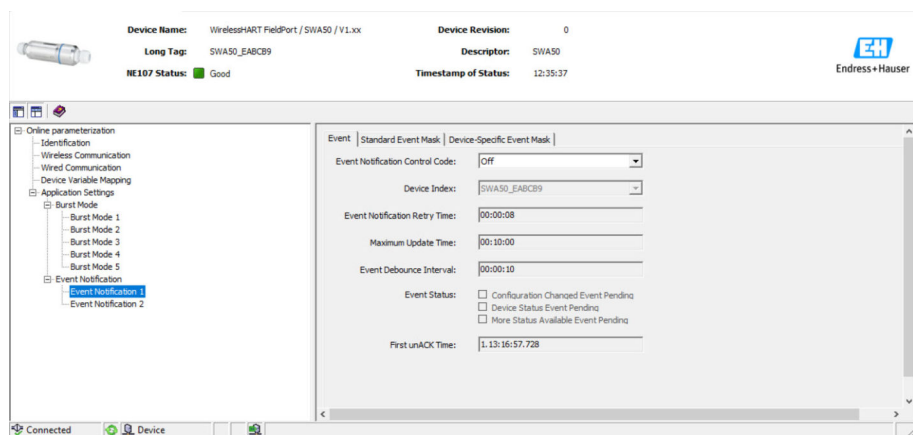 Device Name: WirelessHART FieldPort / SWA50 / V1.xx Device Revision: 0
Long Tag: SWA50_EABCB9 Descriptor: SWA50
NE107 Status: Good Timestamp of Status: 12:35:37
EH
Endress+Hauser
Online parameterization
Identification
Wireless Communication
Wired Communication
Device Variable Mapping
Application Settings
Burst Mode
Burst Mode 1
Burst Mode 2
Burst Mode 3
Burst Mode 4
Burst Mode 5
Event Notification
Event Notification 1
Event Notification 2
Event Standard Event Mask Device-Specific Event Mask
Event Notification Control Code: Off
Device Index: SWA50_EABCB9
Event Notification Retry Time: 00:00:08
Maximum Update Time: 00:10:00
Event Debounce Interval: 00:00:10
Event Status: Configuration Changed Event Pending
Device Status Event Pending
More Status Available Event Pending
First unACK Time: 1.13:16:57.728
Connected Device